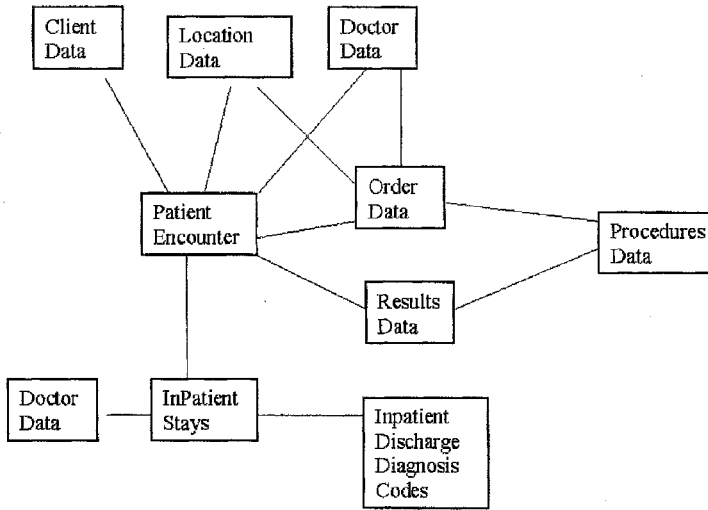 Client
Data
Location
Data
Doctor
Data
Order
Data
Patient
Encounter
Procedures
Data
Results
Data
Doctor
Data
InPatient
Stays
Inpatient
Discharge
Diagnosis
Codes